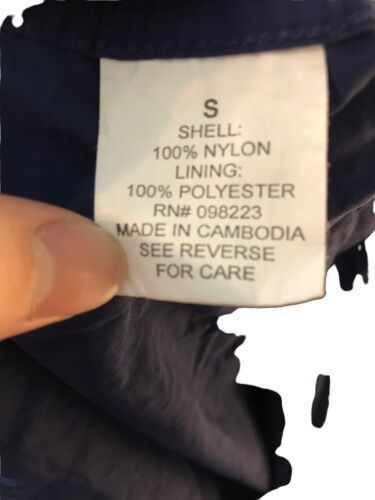 S
SHELL:
100% NYLON
LINING:
100% POLYESTER
RN# 098223
MADE IN CAMBODIA
SEE REVERSE
FOR CARE